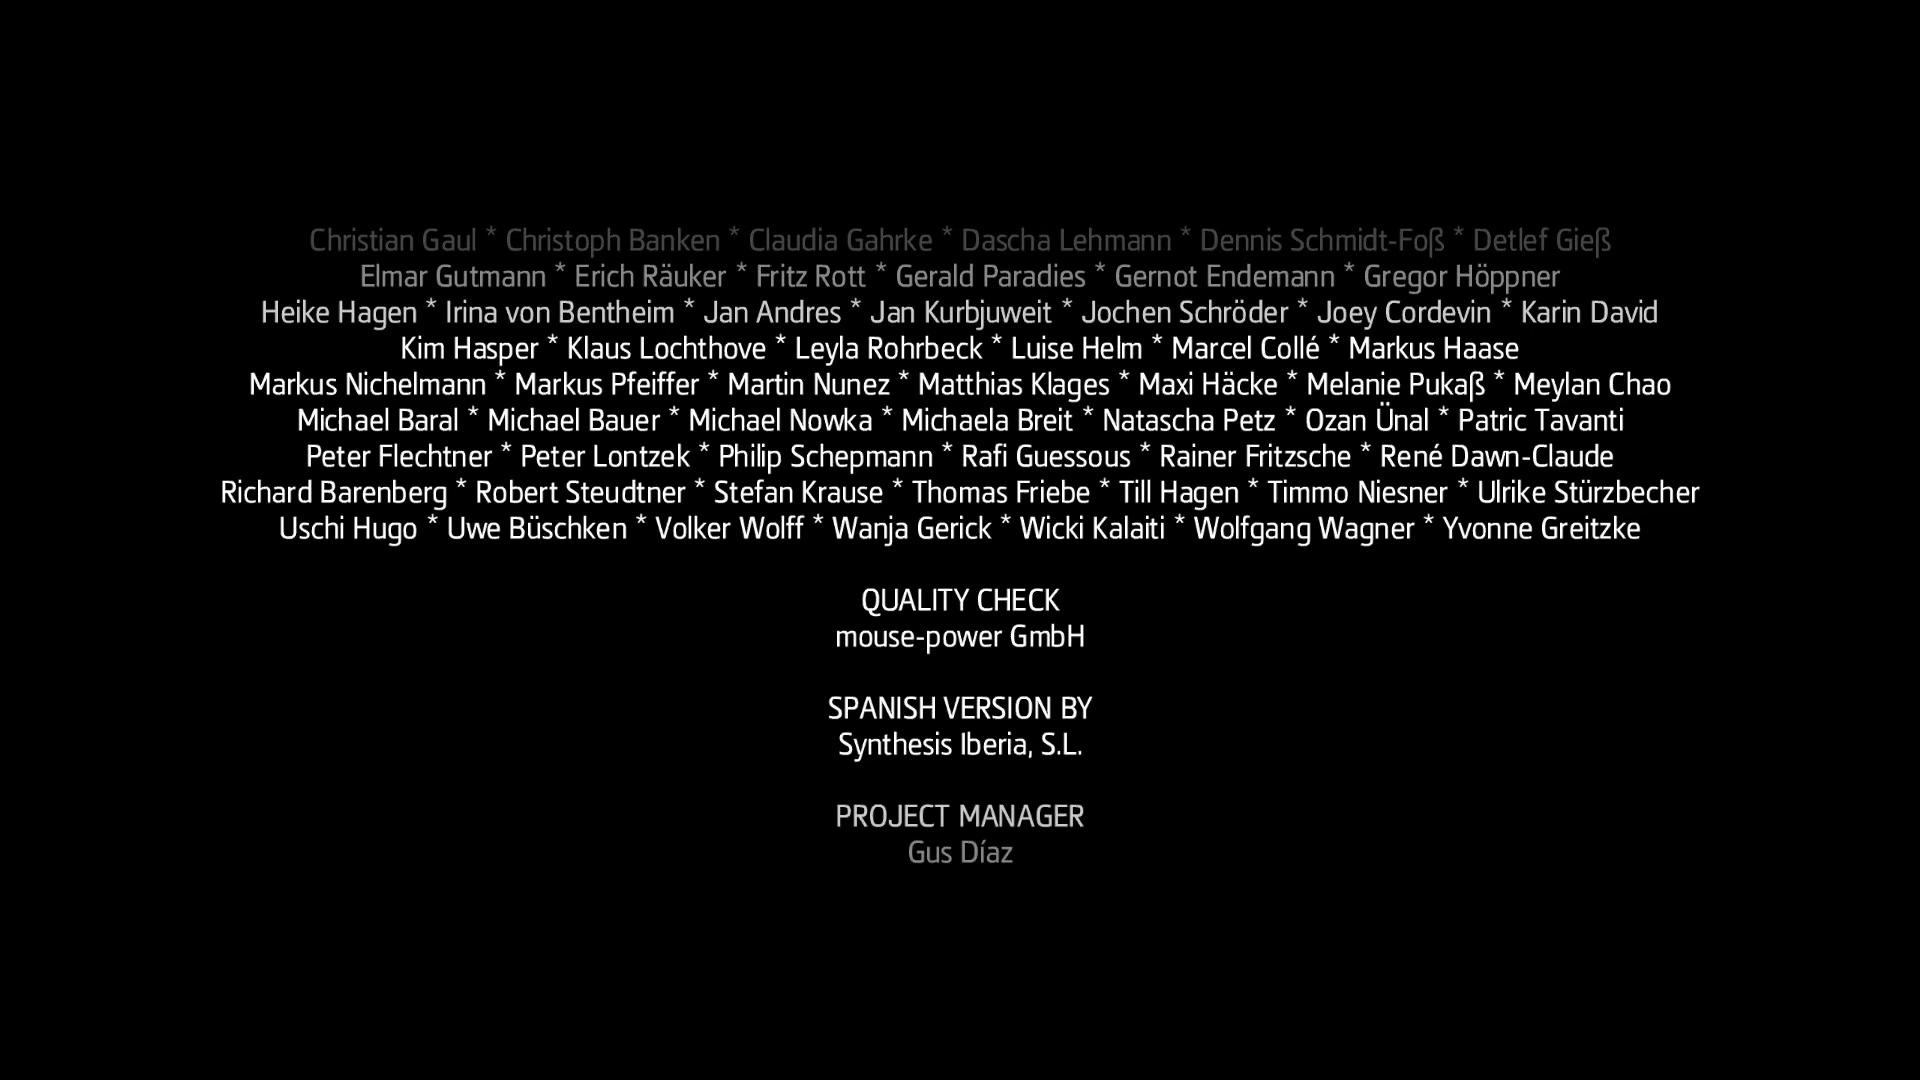 Christian Gaul * Christoph Banken * Claudia Gahrke * Dascha Lehmann * Dennis Schmidt-Foß * Detlef Gieß
Elmar Gutmann * Erich Räuker * Fritz Rott * Gerald Paradies * Gernot Endemann * Gregor Höppner
Heike Hagen * Irina von Bentheim * Jan Andres * Jan Kurbjuweit * Jochen Schröder * Joey Cordevin * Karin David
Kim Hasper * Klaus Lochthove * Leyla Rohrbeck * Luise Helm * Marcel Collé * Markus Haase
Markus Nichelmann * Markus Pfeiffer * Martin Nunez * Matthias Klages * Maxi Häcke * Melanie Pukaß * Meylan Chao
Michael Baral * Michael Bauer * Michael Nowka * Michaela Breit * Natascha Petz * Ozan Ünal * Patric Tavanti
Peter Flechtner * Peter Lontzek * Philip Schepmann * Rafi Guessous * Rainer Fritzsche * René Dawn-Claude
Richard Barenberg * Robert Steudtner * Stefan Krause * Thomas Friebe * Till Hagen * Timmo Niesner * Ulrike Stürzbecher
Uschi Hugo * Uwe Büschken * Volker Wolff * Wanja Gerick * Wicki Kalaiti * Wolfgang Wagner * Yvonne Greitzke
QUALITY CHECK
mouse-power GmbH
SPANISH VERSION BY
Synthesis Iberia, S.L.
PROJECT MANAGER
Gus Díaz